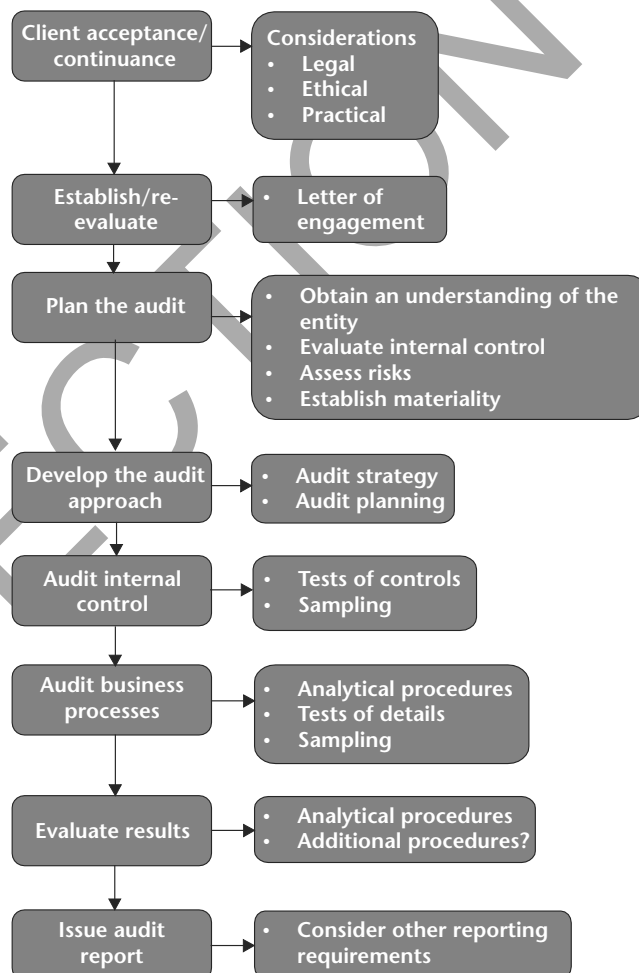 Client acceptance/
continuance
Considerations
• Legal
• Ethical
• Practical
Establish/re-
evaluate
• Letter of
engagement
Plan the audit
• Obtain an understanding of the
entity
• Evaluate internal control
• Assess risks
• Establish materiality
Develop the audit
approach
• Audit strategy
• Audit planning
Audit internal
control
• Tests of controls
• Sampling
Audit business
processes
• Analytical procedures
• Tests of details
• Sampling
Evaluate results
• Analytical procedures
• Additional procedures?
Issue audit
report
• Consider other reporting
requirements